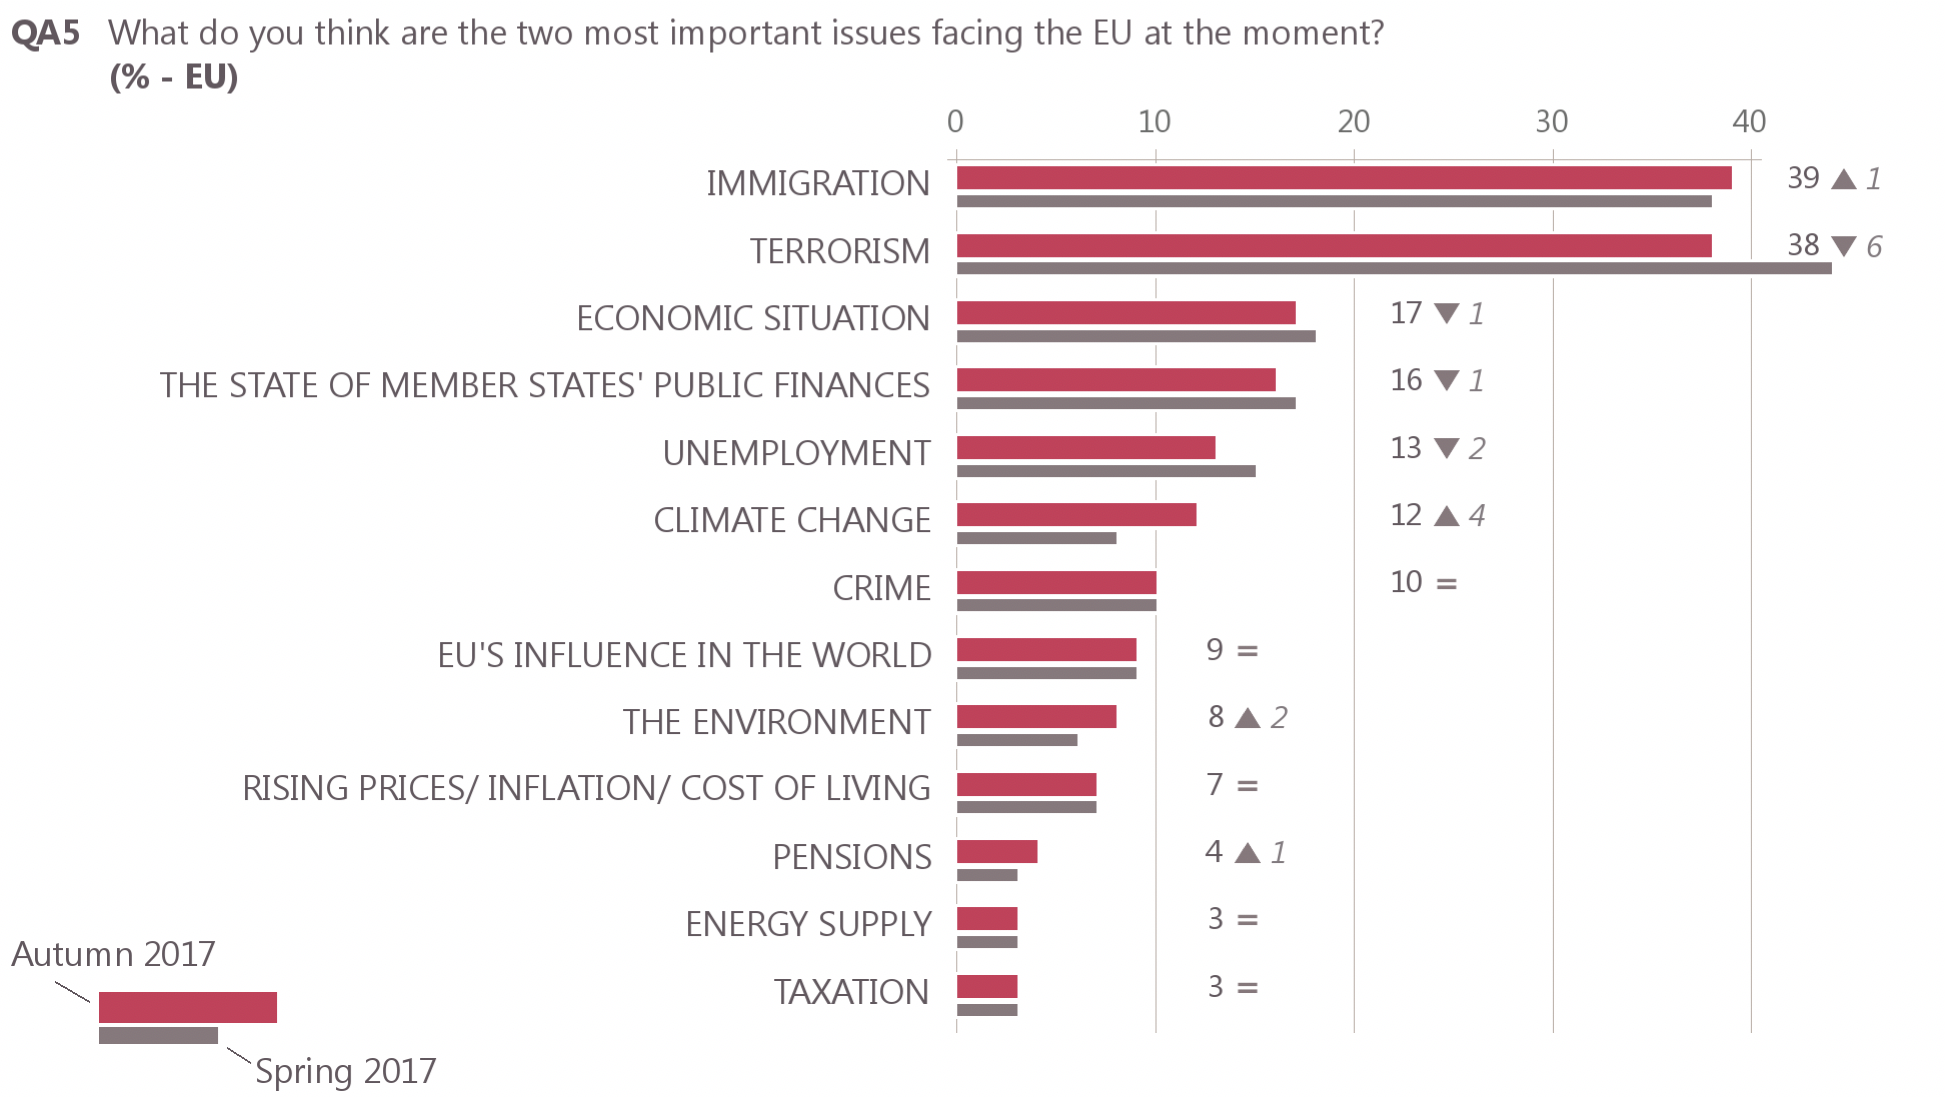 QA5 What do you think are the two most important issues facing the EU at the moment?
(% - EU)
0 10 20 30 40
IMMIGRATION 39 ▲ 1
TERRORISM 38 ▼ 6
ECONOMIC SITUATION 17 ▼ 1
THE STATE OF MEMBER STATES' PUBLIC FINANCES 16 ▼ 1
UNEMPLOYMENT 13 ▼ 2
CLIMATE CHANGE 12 ▲ 4
CRIME 10 =
EU'S INFLUENCE IN THE WORLD 9 =
THE ENVIRONMENT 8 ▲ 2
RISING PRICES/ INFLATION/ COST OF LIVING 7 =
PENSIONS 4 ▲ 1
ENERGY SUPPLY 3 =
TAXATION 3 =
Autumn 2017
Spring 2017